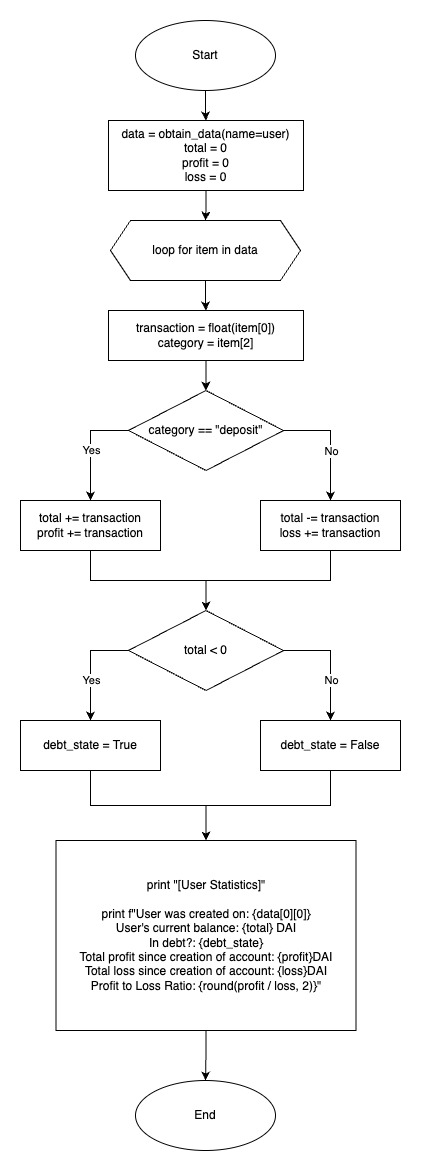 Start
data = obtain_data(name=user)
total = 0
profit = 0
loss = 0
loop for item in data
transaction = float(item[0])
category = item[2]
category == "deposit"
Yes
No
total += transaction
profit += transaction
total -= transaction
loss += transaction
total < 0
Yes
No
debt_state = True
debt_state = False
print "[User Statistics]"
print f"User was created on: {data[0][0]}
User's current balance: {total} DAI
In debt?: {debt_state}
Total profit since creation of account: {profit}DAI
Total loss since creation of account: {loss}DAI
Profit to Loss Ratio: {round(profit / loss, 2)}"
End